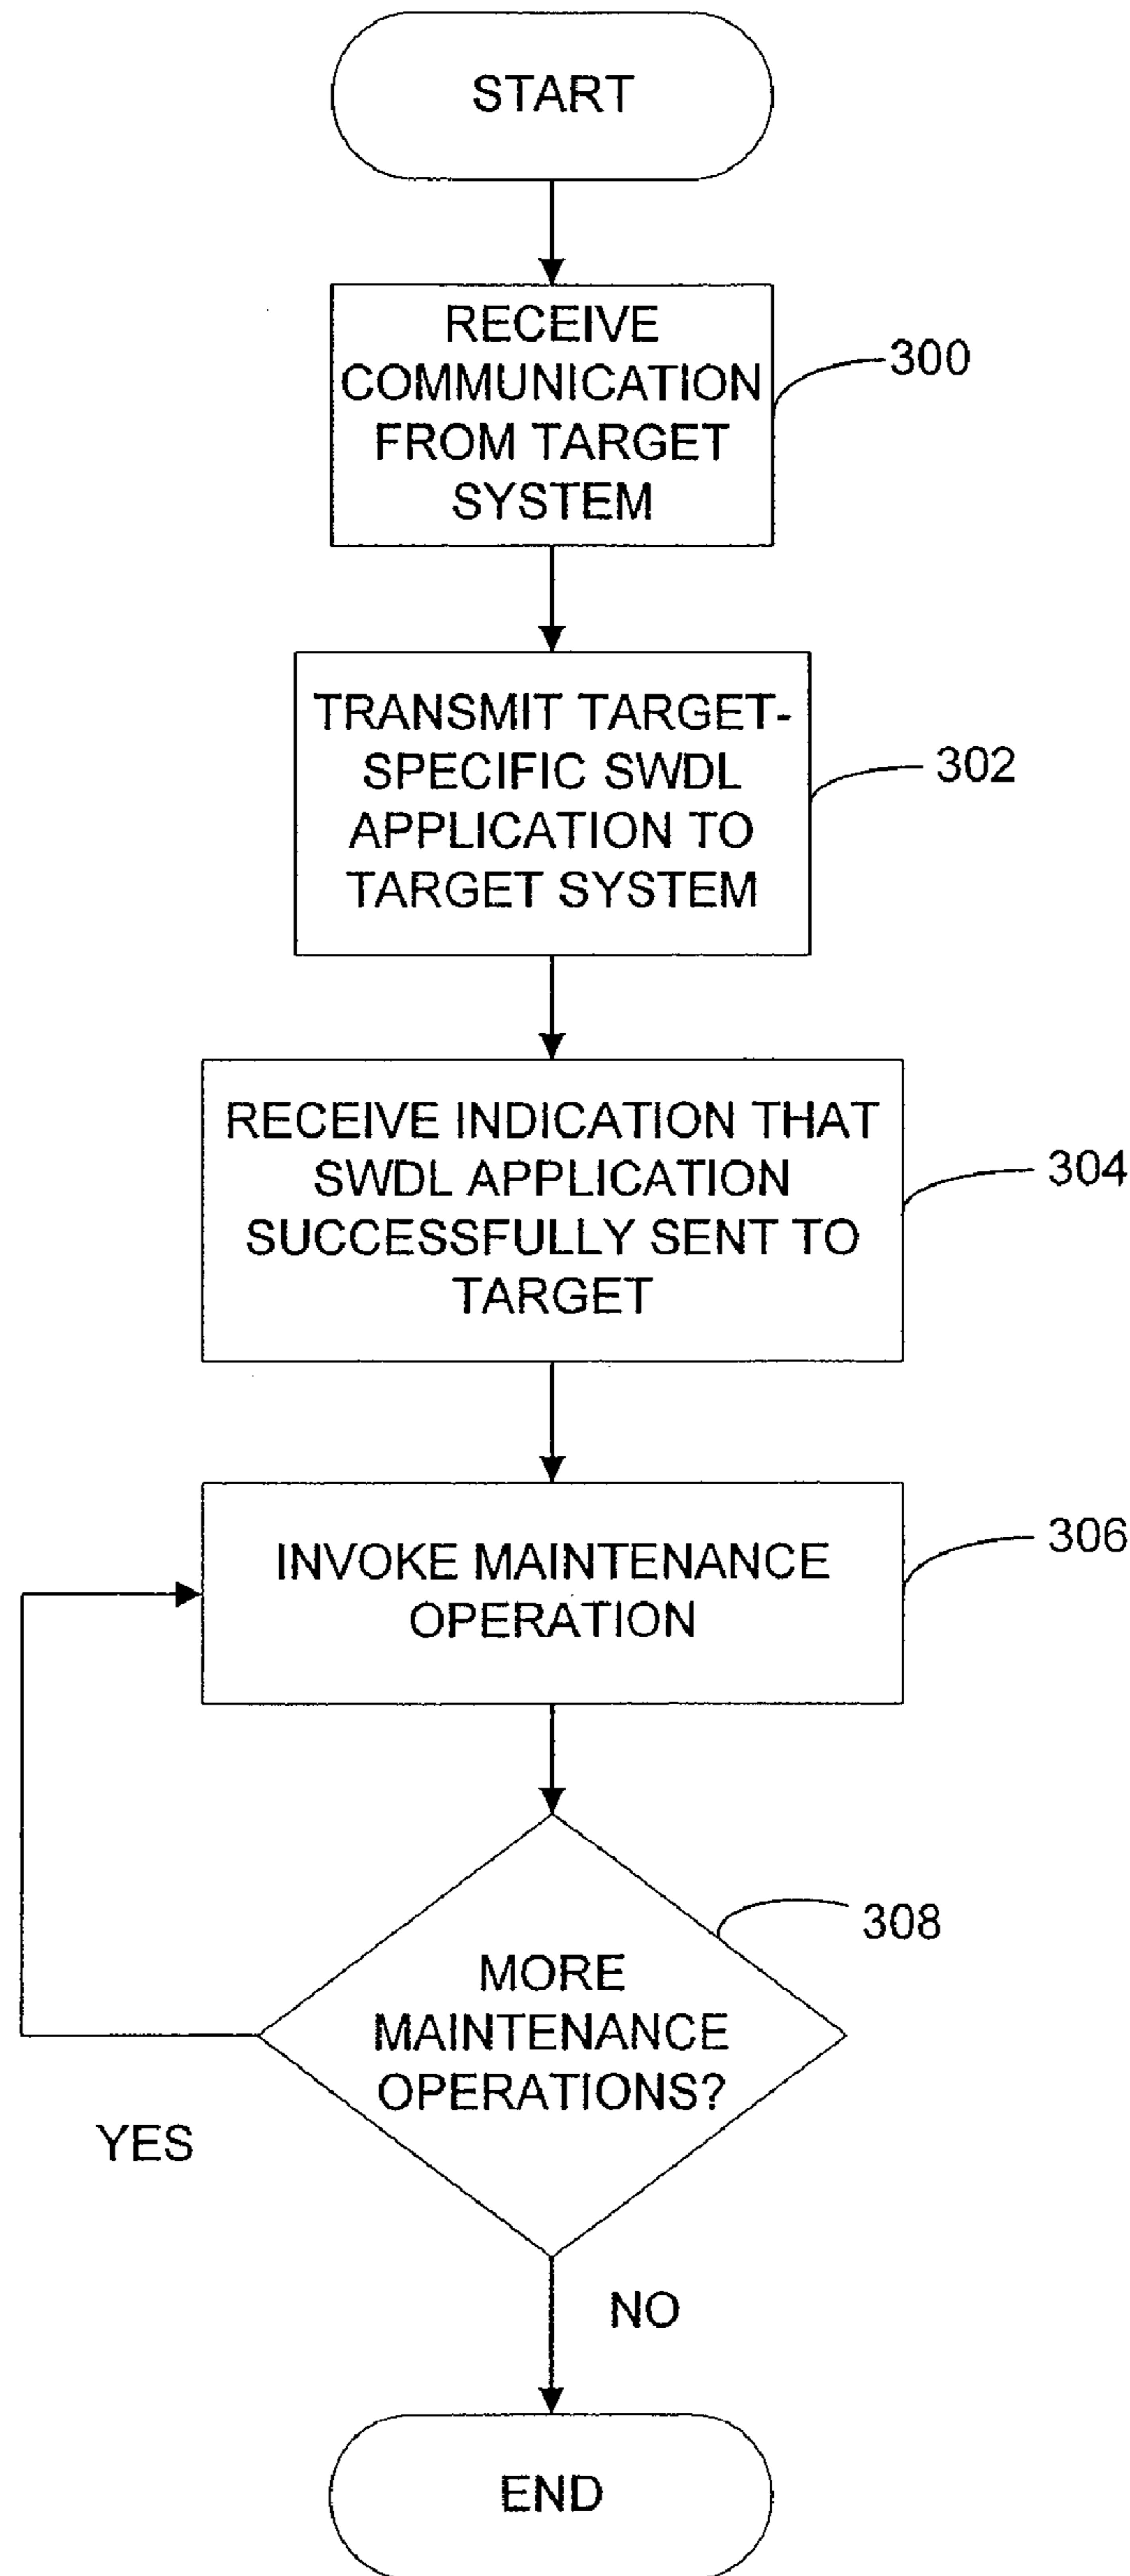 START
RECEIVE
COMMUNICATION
FROM TARGET
SYSTEM
300
TRANSMIT TARGET-
SPECIFIC SWDL
APPLICATION TO
TARGET SYSTEM
302
RECEIVE INDICATION THAT
SWDL APPLICATION
SUCCESSFULLY SENT TO
TARGET
304
INVOKE MAINTENANCE
OPERATION
306
MORE
MAINTENANCE
OPERATIONS?
308
YES
NO
END